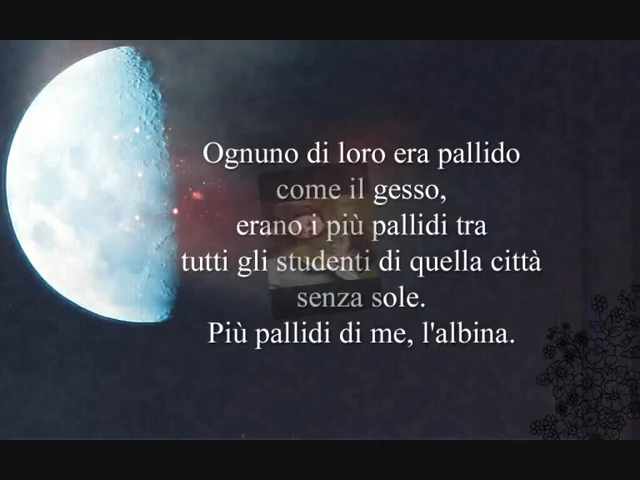 Ognuno di loro era pallido
come il gesso,
erano i più pallidi tra
tutti gli studenti di quella città
senza sole.
Più pallidi di me, l'albina.